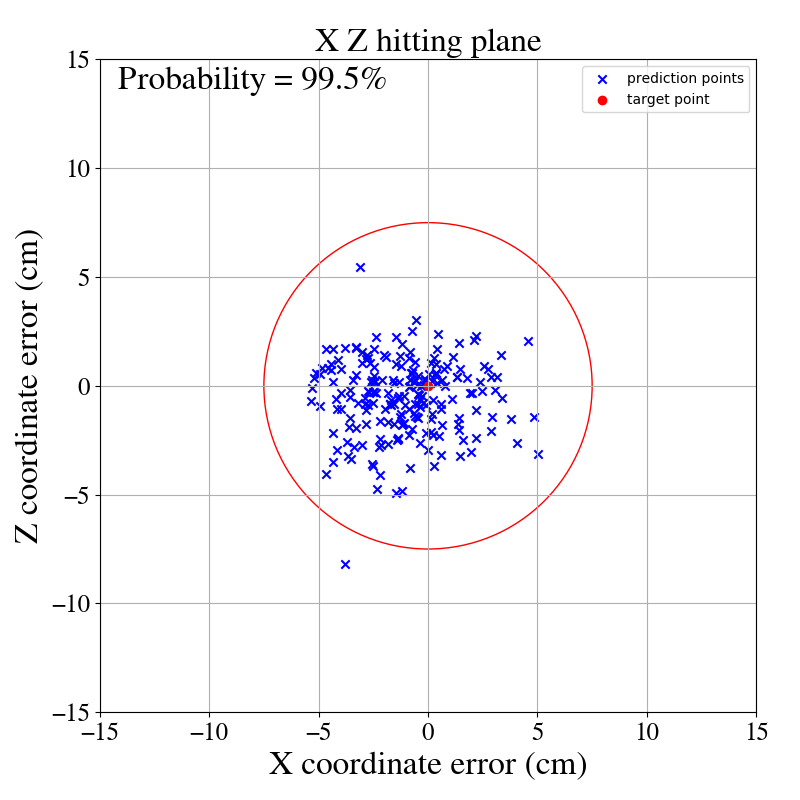 X Z hitting plane
Probability = 99.5%
prediction points
target point
Z coordinate error (cm)
15
10
5
0
−5
−10
−15
−15
−10
−5
0
5
10
15
X coordinate error (cm)